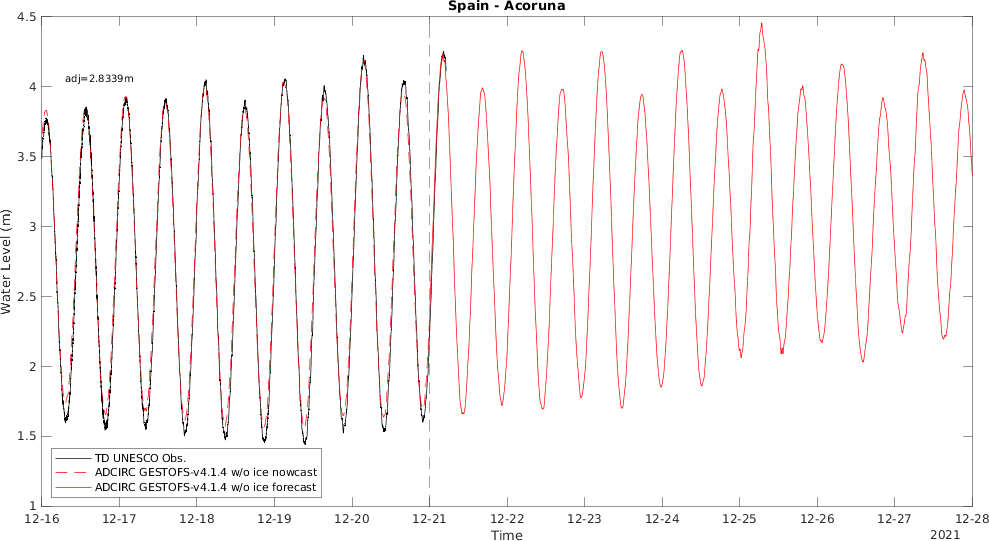 Spain - Acoruna
4.5
4
3.5
3
2.5
2
1.5
1
Water Level (m)
adj=2.8339m
TD UNESCO Obs.
ADCIRC GESTOFS-v4.1.4 w/o ice nowcast
ADCIRC GESTOFS-v4.1.4 w/o ice forecast
12-16 12-17 12-18 12-19 12-20 12-21 12-22 12-23 12-24 12-25 12-26 12-27 12-28
Time
2021